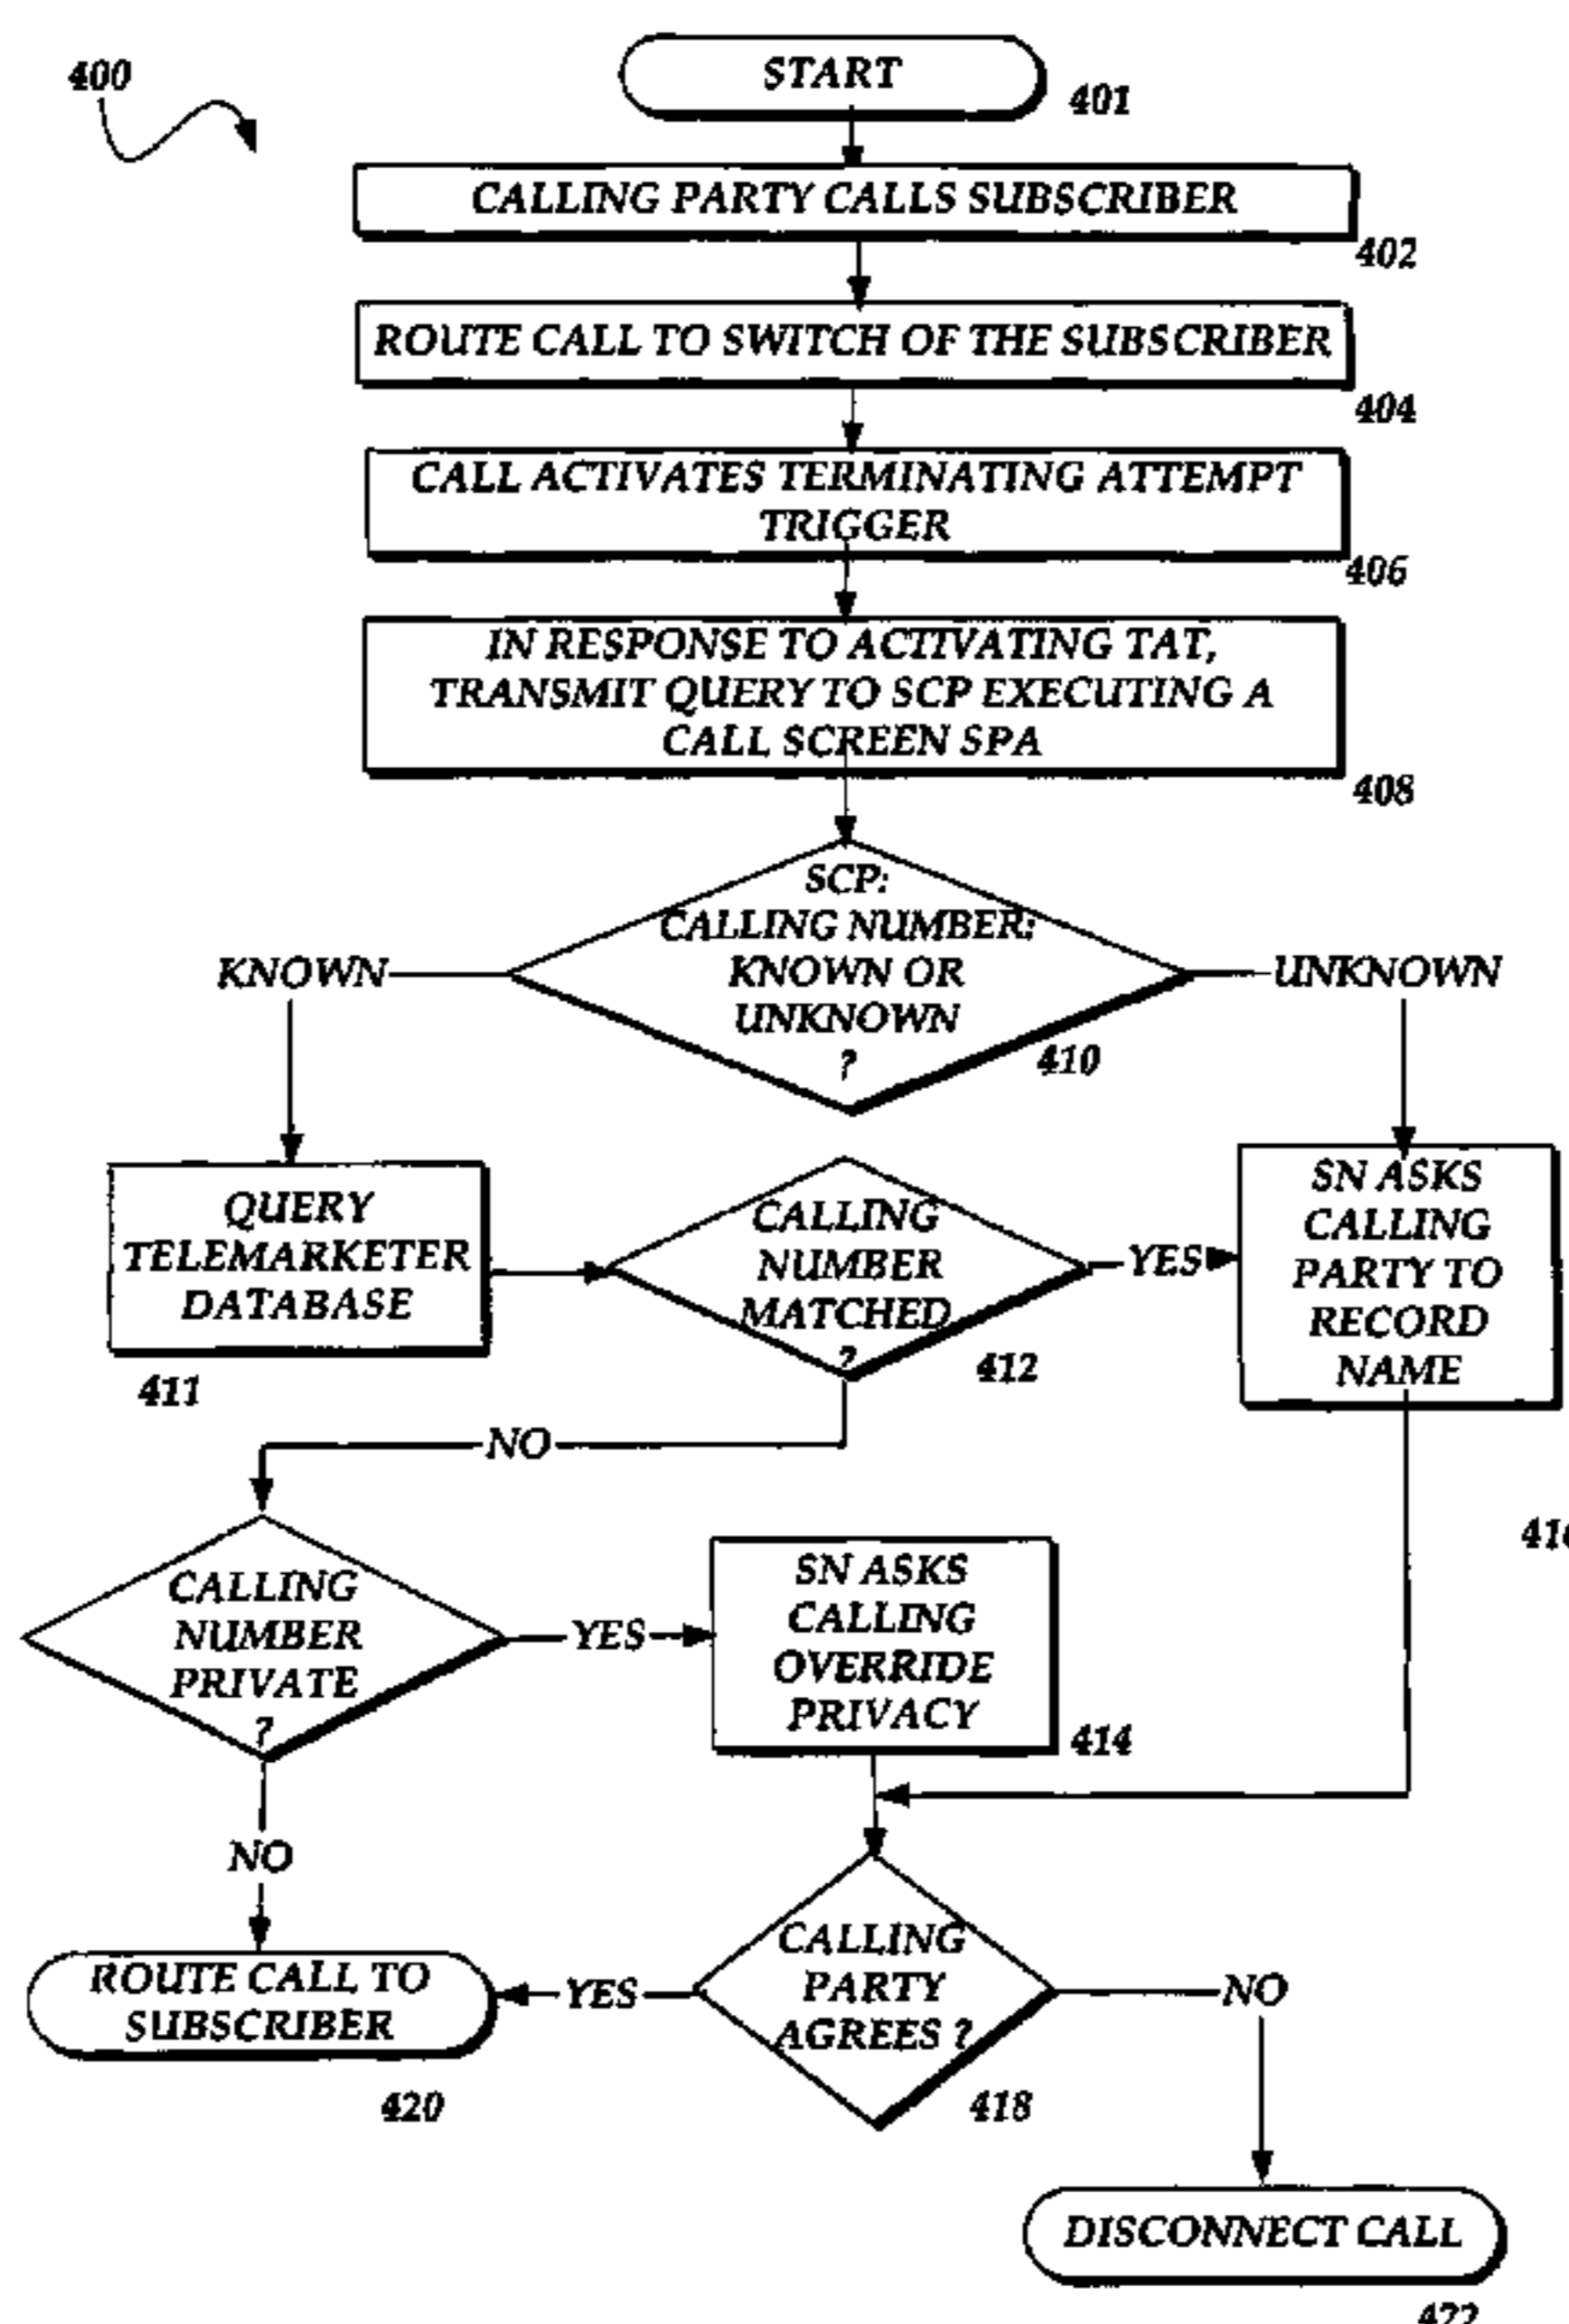 400
START
401
CALLING PARTY CALLS SUBSCRIBER
402
ROUTE CALL TO SWITCH OF THE SUBSCRIBER
404
CALL ACTIVATES TERMINATING ATTEMPT
TRIGGER
406
IN RESPONSE TO ACTIVATING TAT,
TRANSMIT QUERY TO SCP EXECUTING A
CALL SCREEN SPA
408
SCP:
CALLING NUMBER:
KNOWN OR
UNKNOWN
?
410
KNOWN
UNKNOWN
QUERY
TELEMARKETER
DATABASE
411
CALLING
NUMBER
MATCHED
?
412
YES
SN ASKS
CALLING
PARTY TO
RECORD
NAME
NO
CALLING
NUMBER
PRIVATE
?
YES
SN ASKS
CALLING
OVERRIDE
PRIVACY
414
NO
ROUTE CALL TO
SUBSCRIBER
420
YES
CALLING
PARTY
AGREES ?
418
NO
DISCONNECT CALL